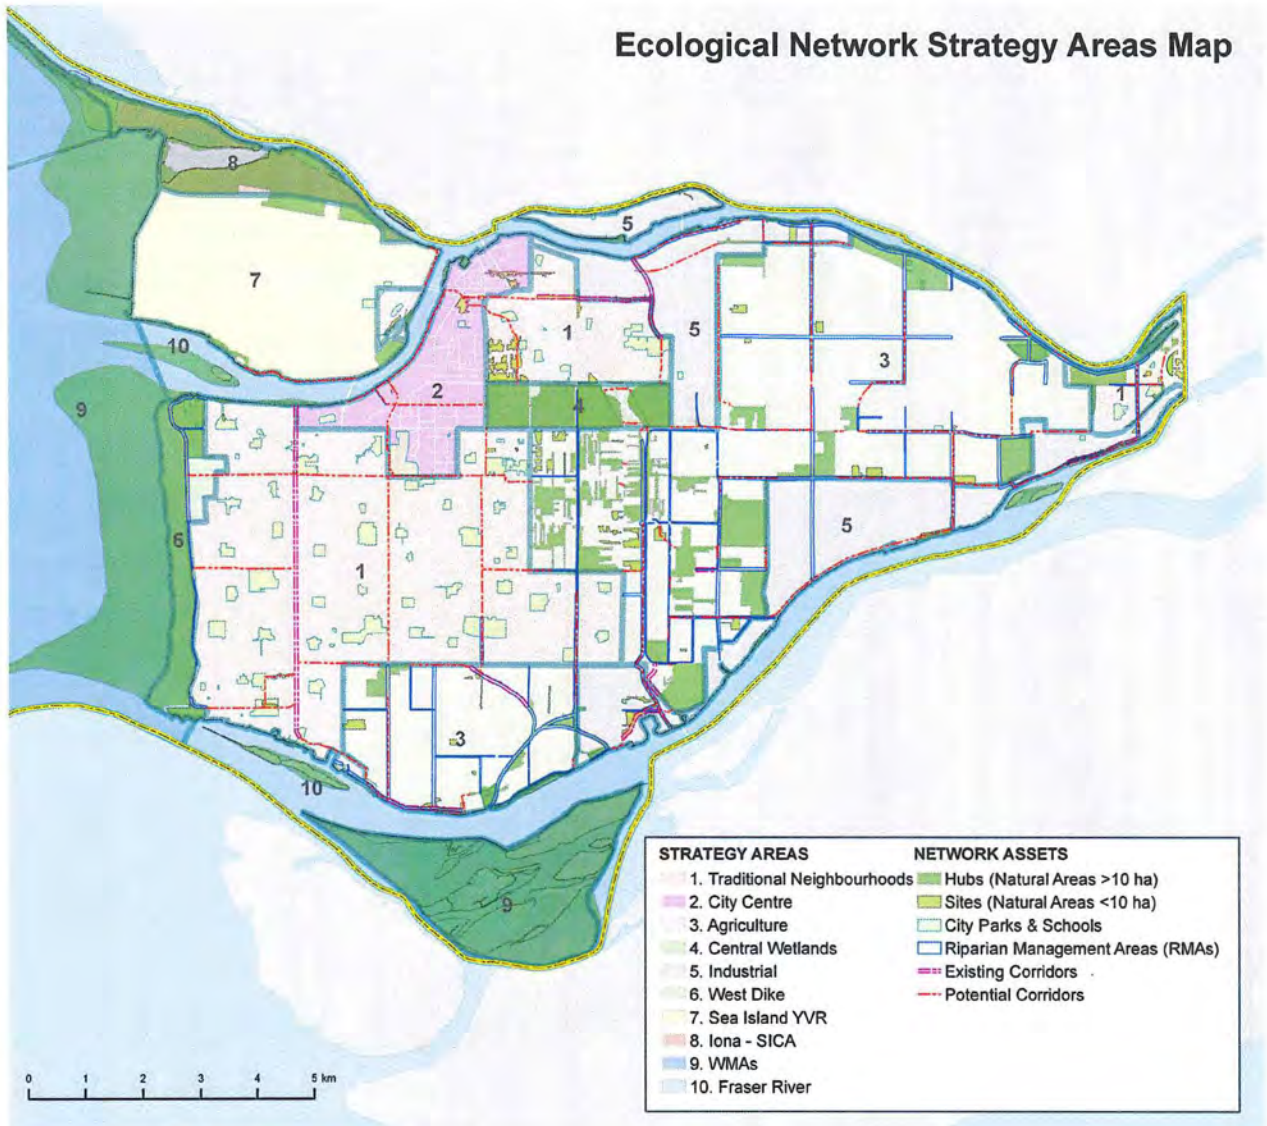 Ecological Network Strategy Areas Map
8
5
7
1
5
10
3
2
4
1
9
5
6
1
3
10
9
STRATEGY AREAS
1. Traditional Neighbourhoods
2. City Centre
3. Agriculture
4. Central Wetlands
5. Industrial
6. West Dike
7. Sea Island YVR
8. Iona - SICA
9. WMAs
10. Fraser River
NETWORK ASSETS
Hubs (Natural Areas >10 ha)
Sites (Natural Areas <10 ha)
City Parks & Schools
Riparian Management Areas (RMAs)
Existing Corridors
Potential Corridors
0 1 2 3 4 5 km